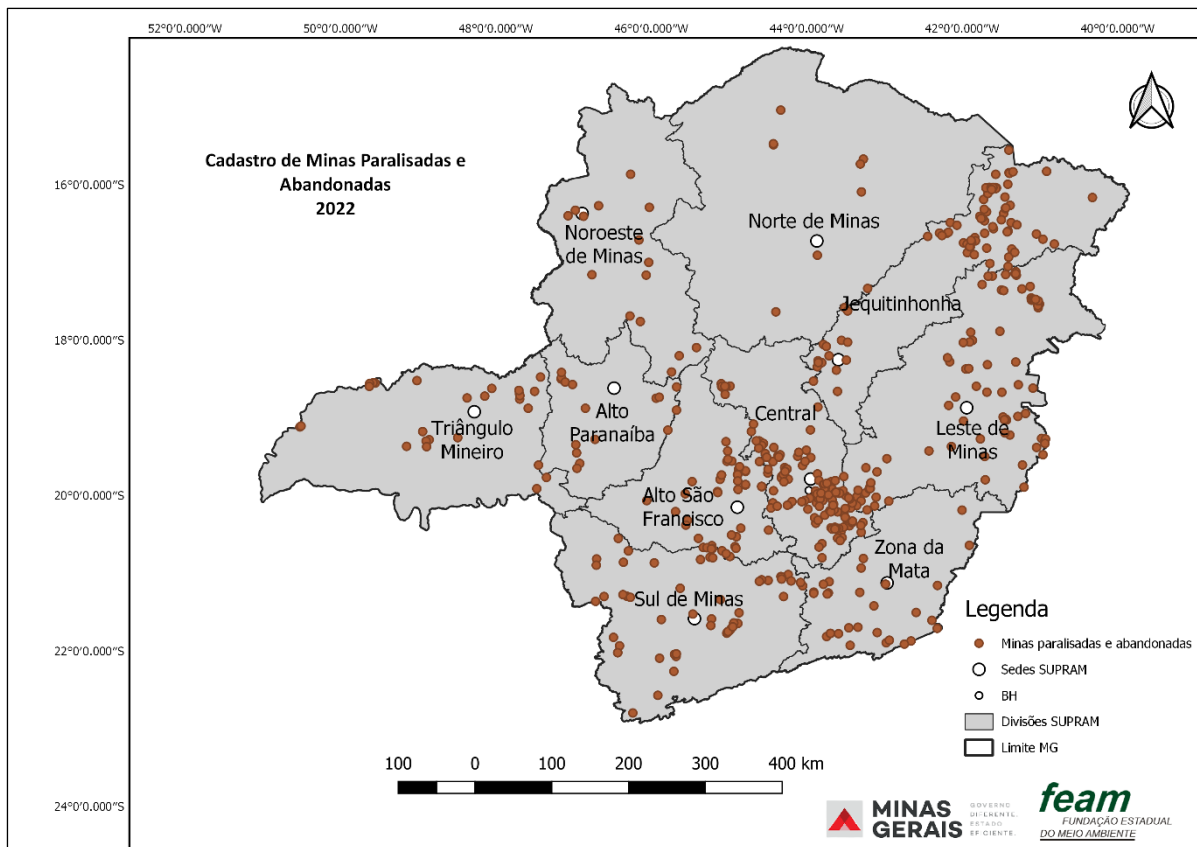 52°0'0.000"W
50°0'0.000"W
48°0'0.000"W
46°0'0.000"W
44°0'0.000"W
42°0'0.000"W
40°0'0.000"W
Cadastro de Minas Paralisadas e
Abandonadas
2022
16°0'0.000"S
18°0'0.000"S
20°0'0.000"S
22°0'0.000"S
24°0'0.000"S
Noroeste
de Minas
Norte de Minas
Jequitinhonha
Triângulo
Mineiro
Alto
Paranaíba
Central
Leste de
Minas
Alto São
Francisco
Zona da
Mata
Sul de Minas
Legenda
Minas paralisadas e abandonadas
Sedes SUPRAM
BH
Divisões SUPRAM
Limite MG
100 0 100 200 300 400 km
MINAS
GERAIS
GOVERNO
DIFERENTE.
ESTADO
EFICIENTE.
feam
FUNDAÇÃO ESTADUAL
DO MEIO AMBIENTE